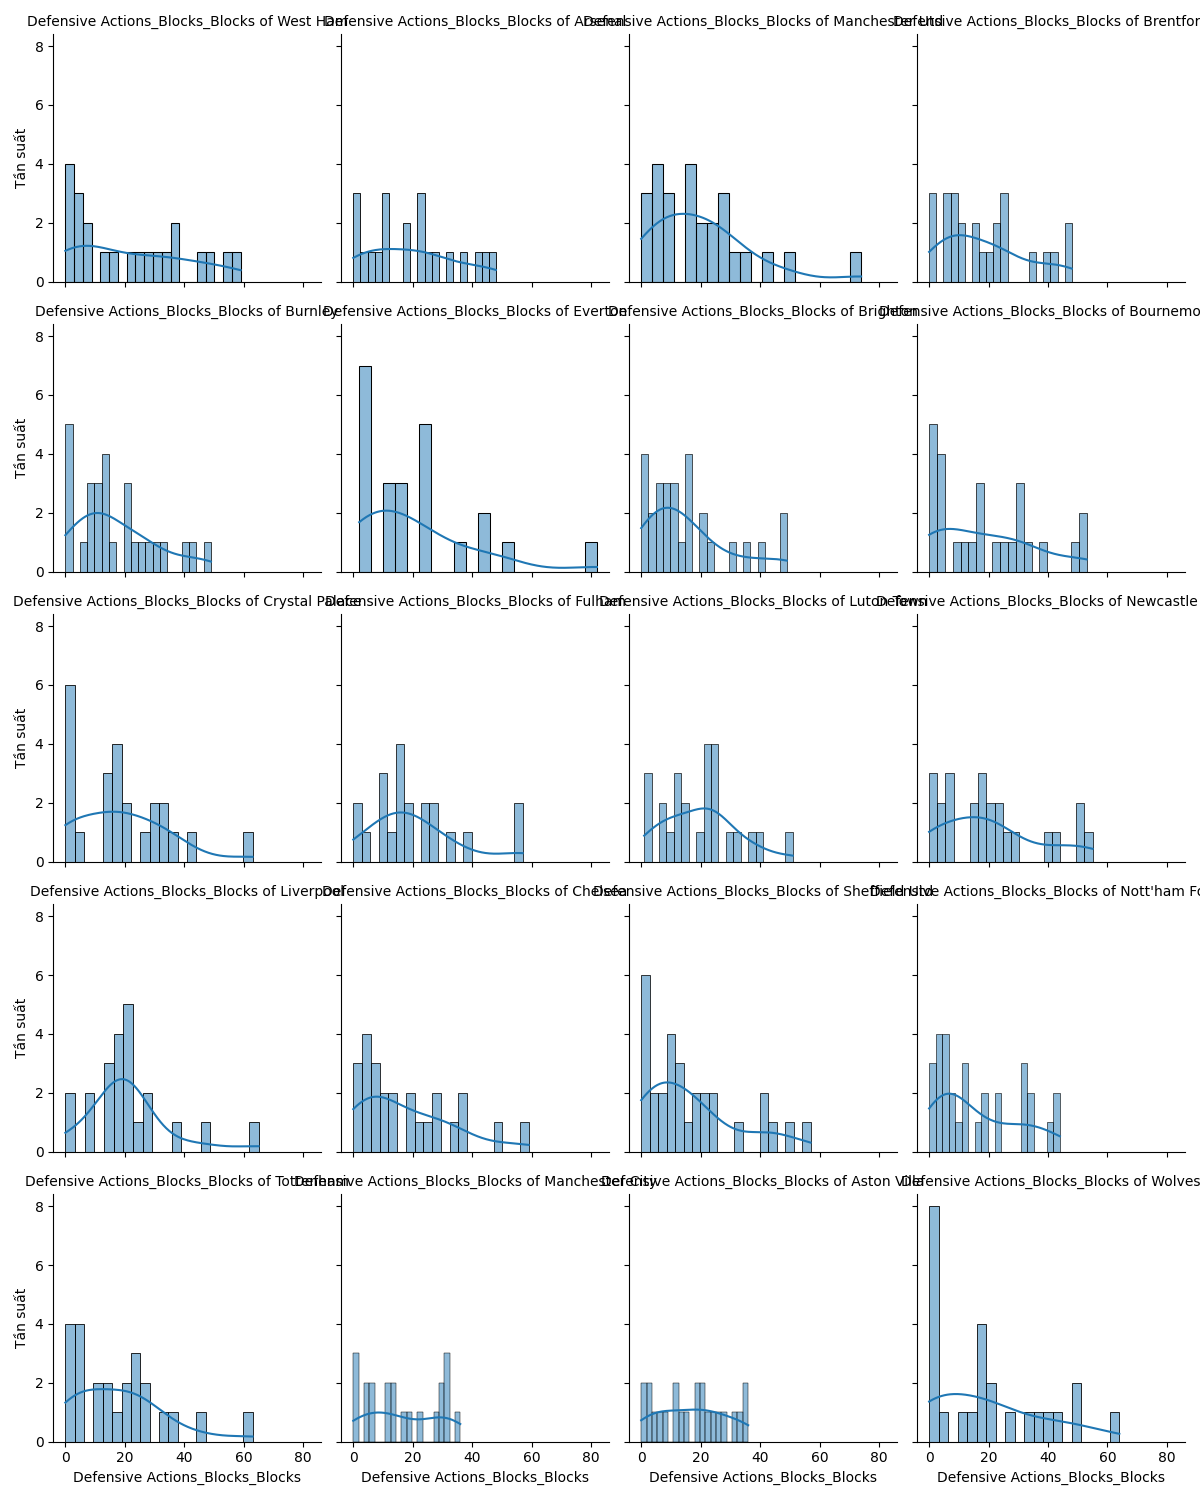 Defensive Actions_Blocks_Blocks of West Ham
Defensive Actions_Blocks_Blocks of Arsenal
Defensive Actions_Blocks_Blocks of Manchester Utd
Defensive Actions_Blocks_Blocks of Brentford
8
6
4
2
0
Tần suất
Defensive Actions_Blocks_Blocks of Burnley
Defensive Actions_Blocks_Blocks of Everton
Defensive Actions_Blocks_Blocks of Brighton
Defensive Actions_Blocks_Blocks of Bournemo
8
6
4
2
0
Tần suất
Defensive Actions_Blocks_Blocks of Crystal Palace
Defensive Actions_Blocks_Blocks of Fulham
Defensive Actions_Blocks_Blocks of Luton Town
Defensive Actions_Blocks_Blocks of Newcastle
8
6
4
2
0
Tần suất
Defensive Actions_Blocks_Blocks of Liverpool
Defensive Actions_Blocks_Blocks of Chelsea
Defensive Actions_Blocks_Blocks of Sheffield Utd
Defensive Actions_Blocks_Blocks of Nott'ham Fo
8
6
4
2
0
Tần suất
Defensive Actions_Blocks_Blocks of Tottenham
Defensive Actions_Blocks_Blocks of Manchester City
Defensive Actions_Blocks_Blocks of Aston Villa
Defensive Actions_Blocks_Blocks of Wolves
8
6
4
2
0
Tần suất
0 20 40 60 80
0 20 40 60 80
0 20 40 60 80
0 20 40 60 80
Defensive Actions_Blocks_Blocks
Defensive Actions_Blocks_Blocks
Defensive Actions_Blocks_Blocks
Defensive Actions_Blocks_Blocks